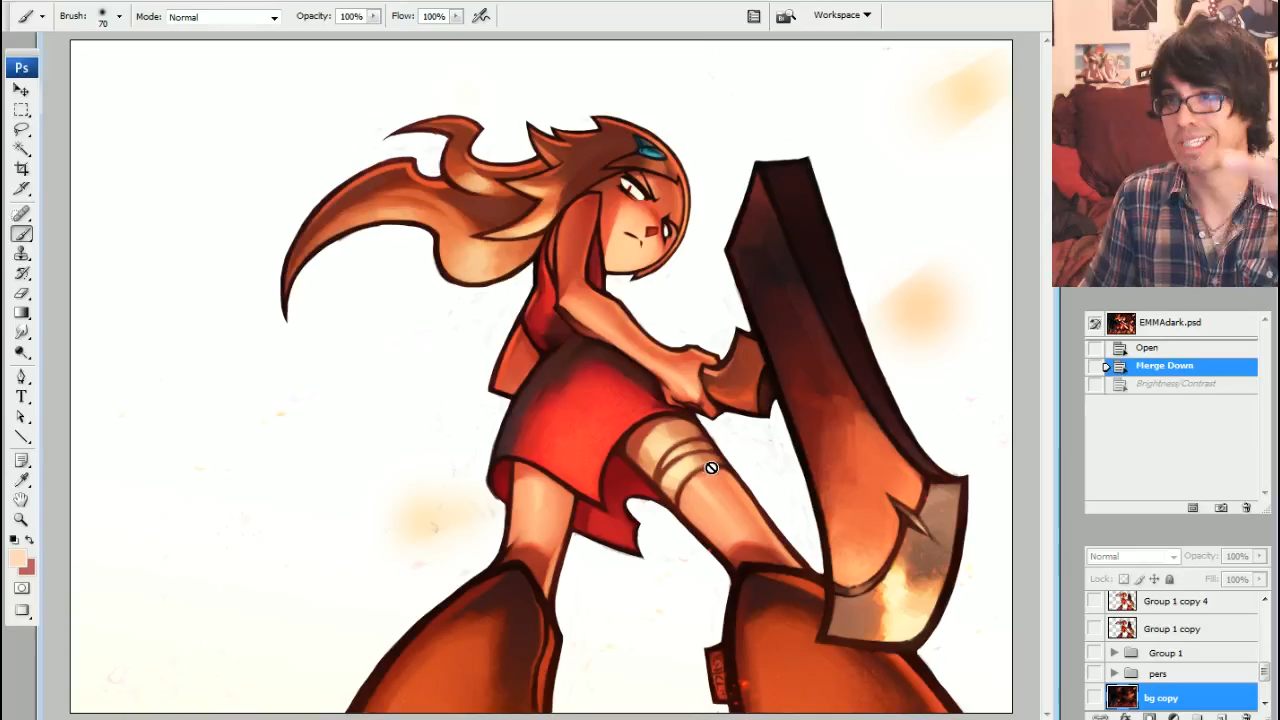 Brush: 70 Mode: Normal Opacity: 100% Flow: 100% Workspace
Ps
EMMAdark.psd
Open
Merge Down
Brightness/Contrast
Normal Opacity: 100%
Lock: Fill: 100%
Group 1 copy 4
Group 1 copy
Group 1
pers
bg copy